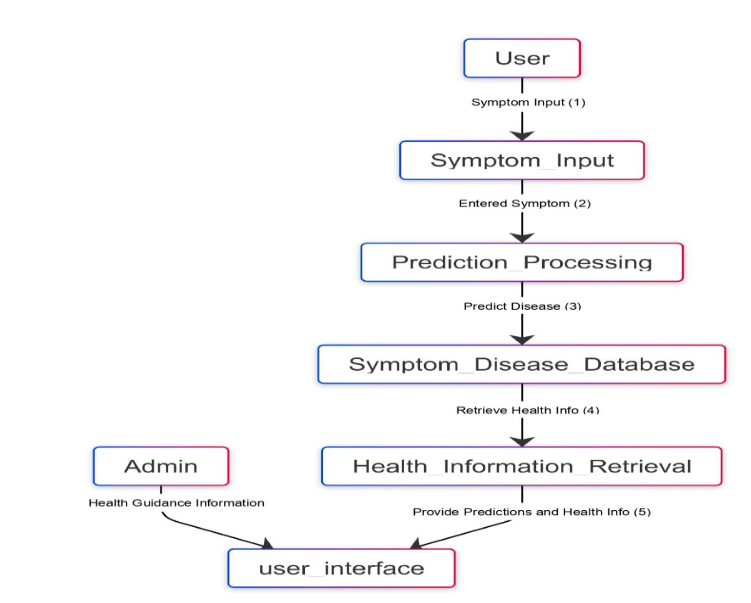 User
Symptom Input (1)
Symptom_Input
Entered Symptom (2)
Prediction_Processing
Predict Disease (3)
Symptom_Disease_Database
Retrieve Health Info (4)
Admin
Health_Information_Retrieval
Health Guidance Information
Provide Predictions and Health Info (5)
user_interface